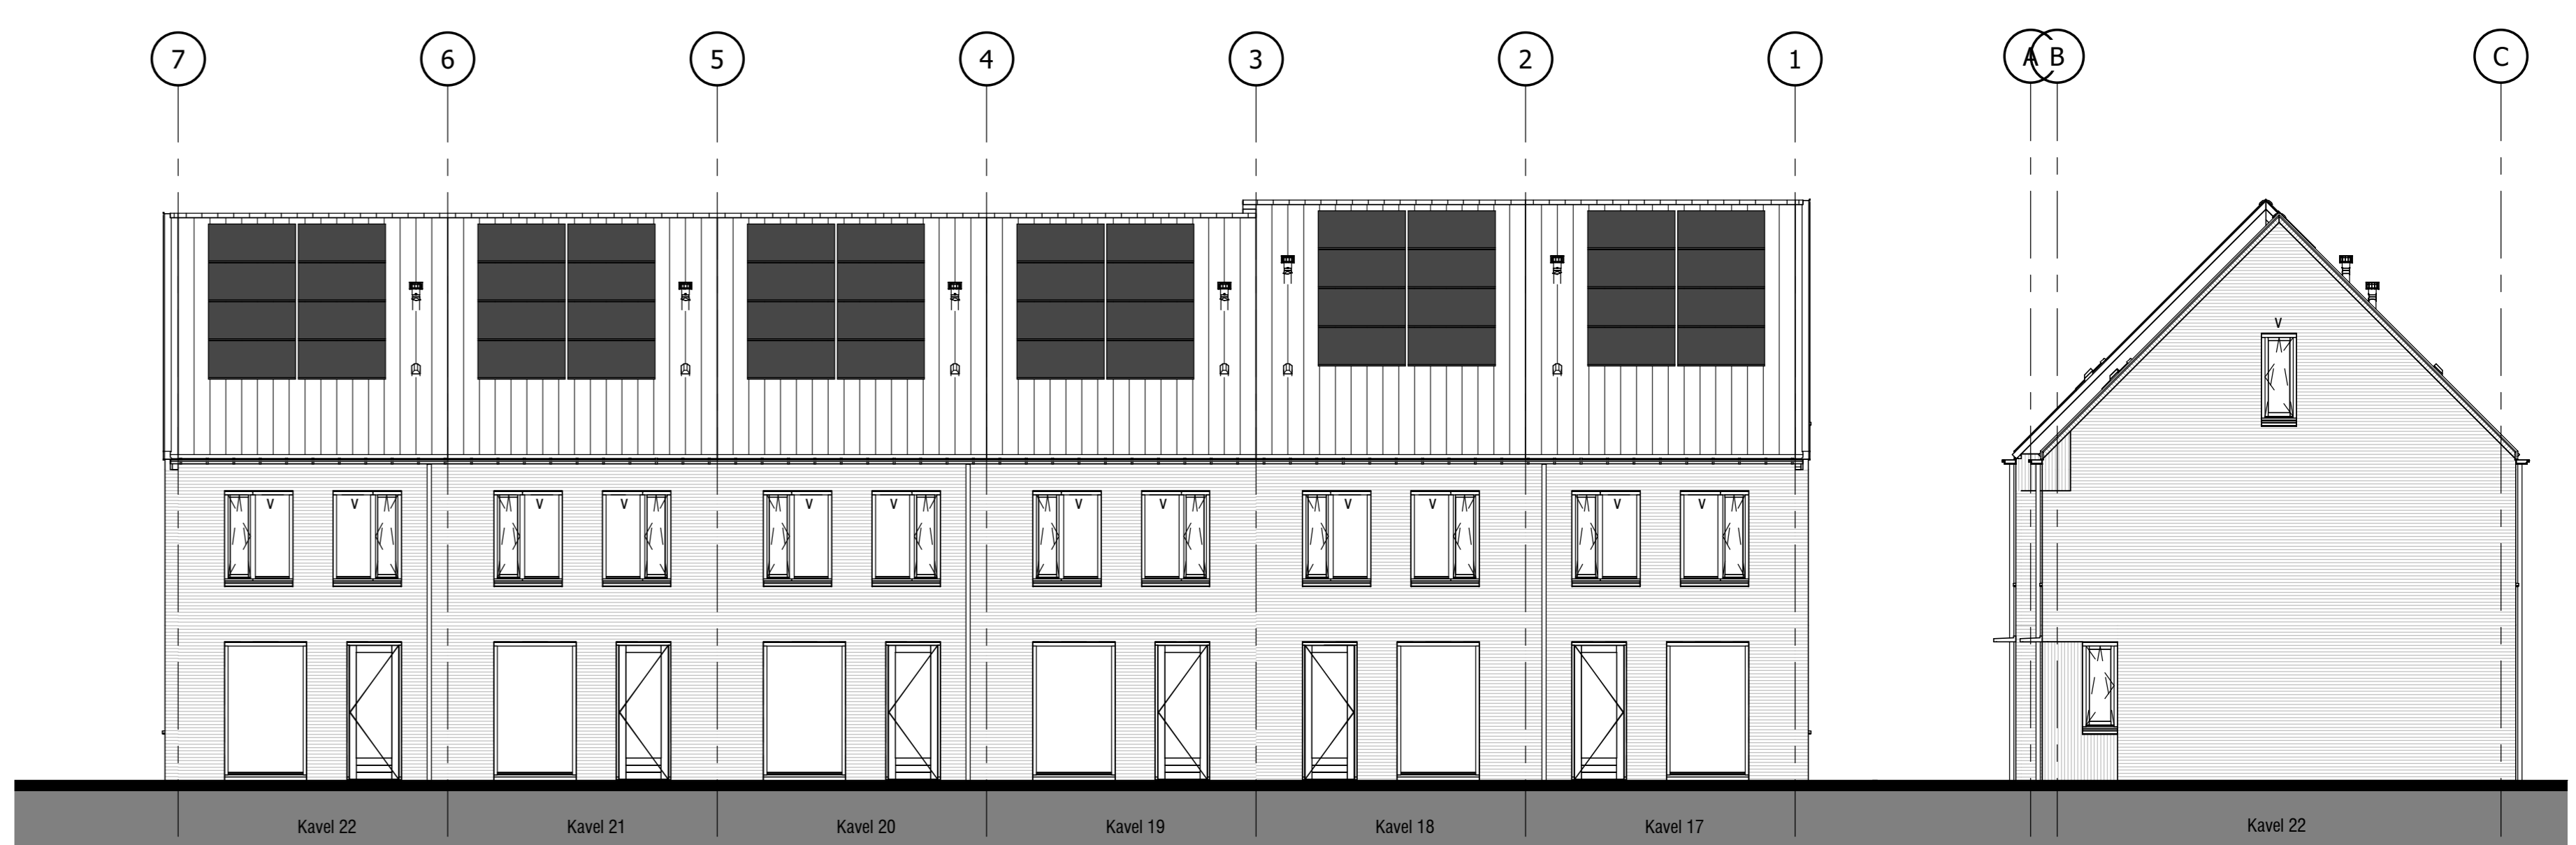 7 6 5 4 3 2 1 A B C
V
V V V V V V V V V V V V
Kavel 22 Kavel 21 Kavel 20 Kavel 19 Kavel 18 Kavel 17 Kavel 22